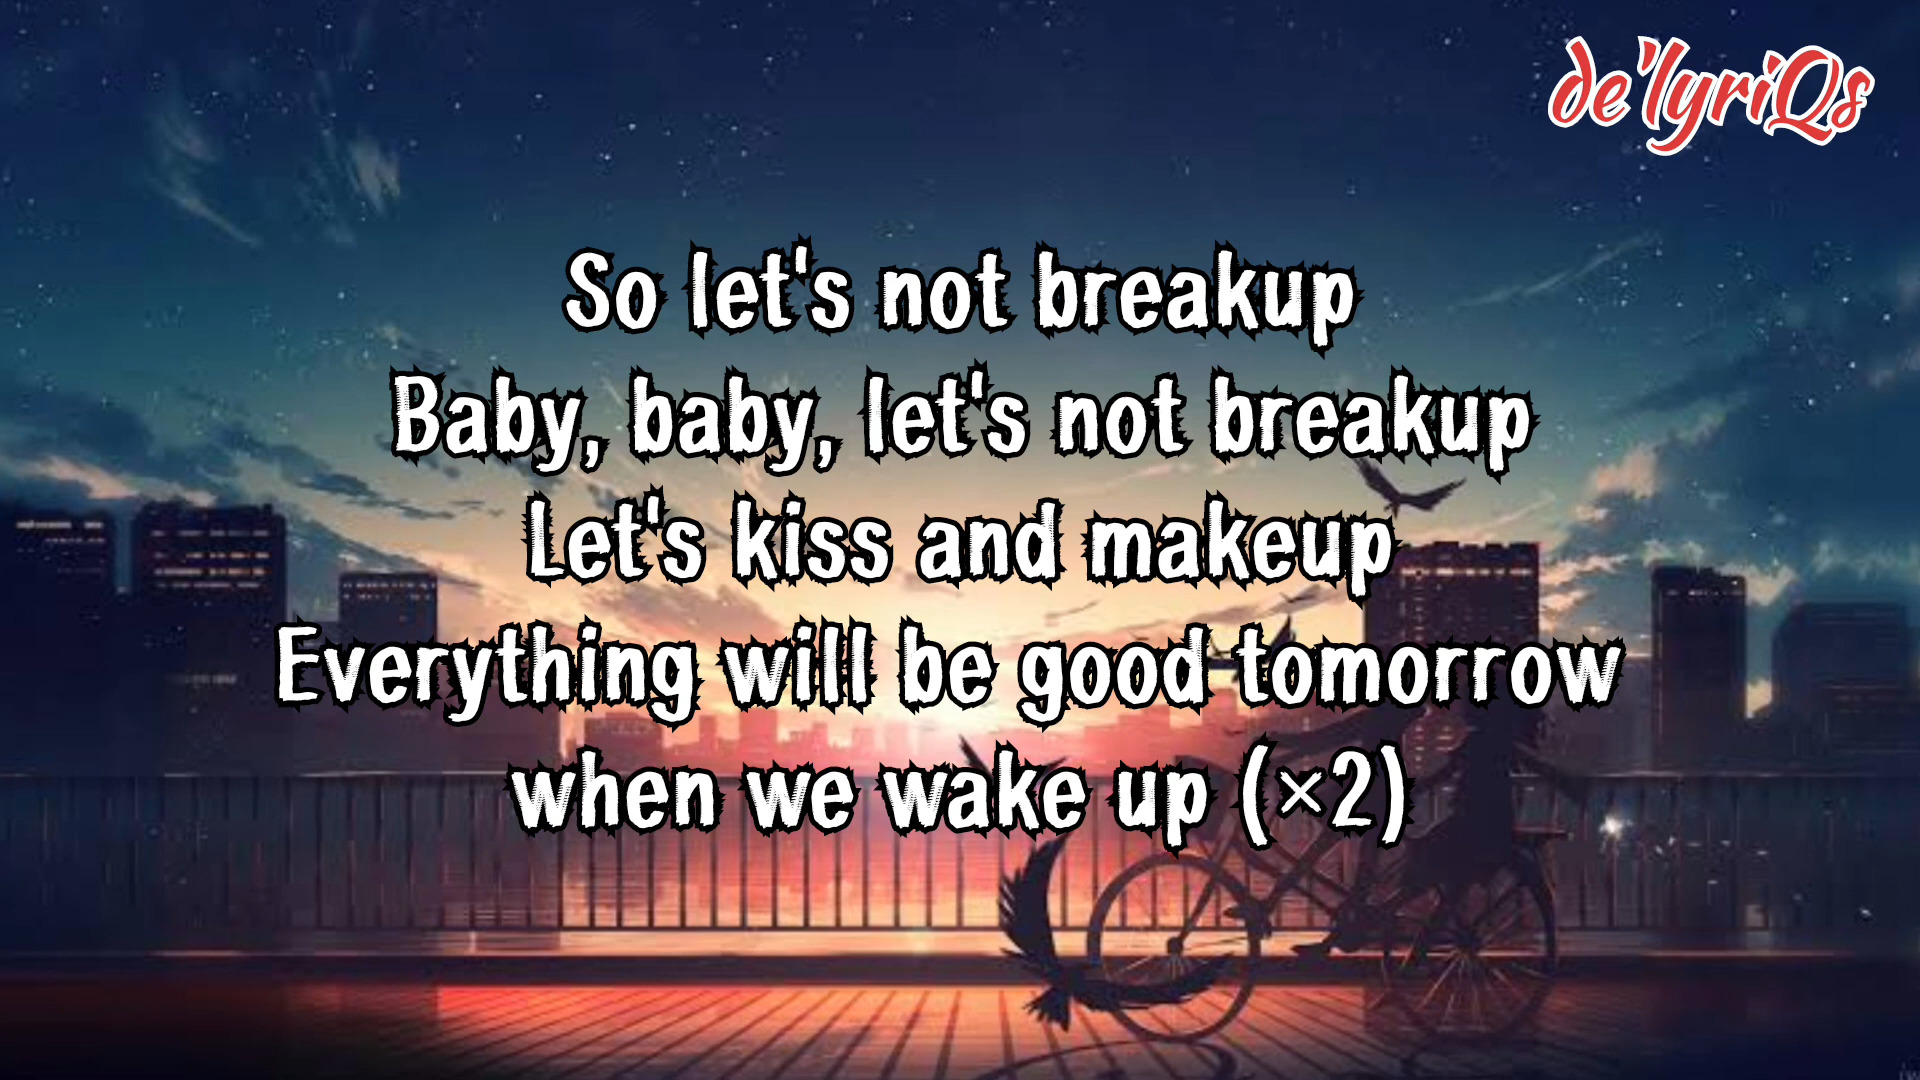 de'lyriQs
So let's not breakup
Baby, baby, let's not breakup
Let's kiss and makeup
Everything will be good tomorrow
when we wake up (×2)